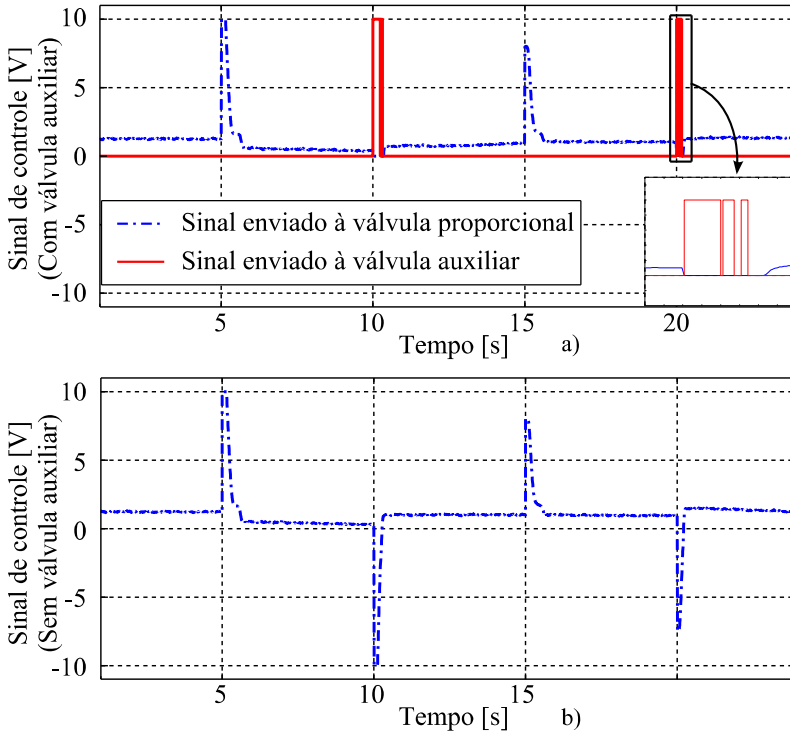 Sinal de controle [V]
(Com válvula auxiliar)
10
5
0
-5
-10
Sinal enviado à válvula proporcional
Sinal enviado à válvula auxiliar
5
10
15
20
Tempo [s]
a)
Sinal de controle [V]
(Sem válvula auxiliar)
10
5
0
-5
-10
5
10
15
20
Tempo [s]
b)